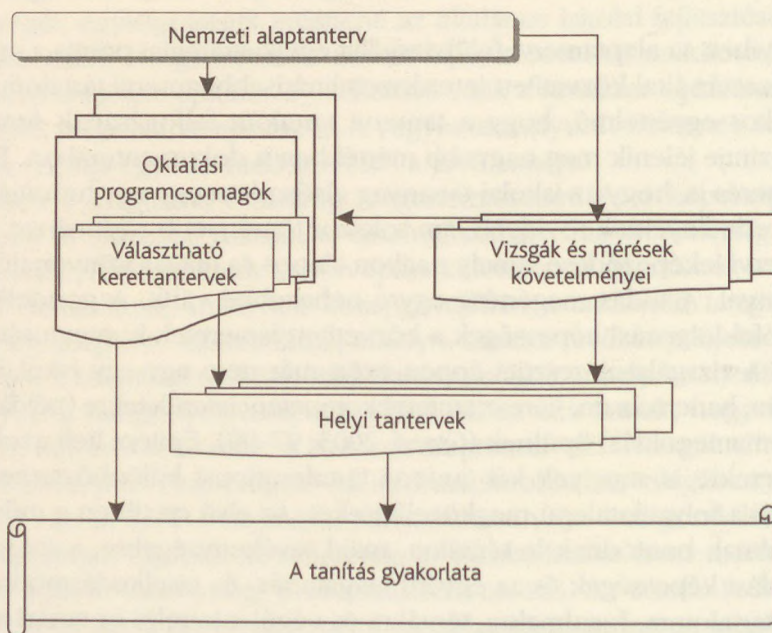 Nemzeti alaptanterv
Oktatási
programcsomagok
Választható
kerettantervek
Vizsgák és mérések
követelményei
Helyi tantervek
A tanítás gyakorlata